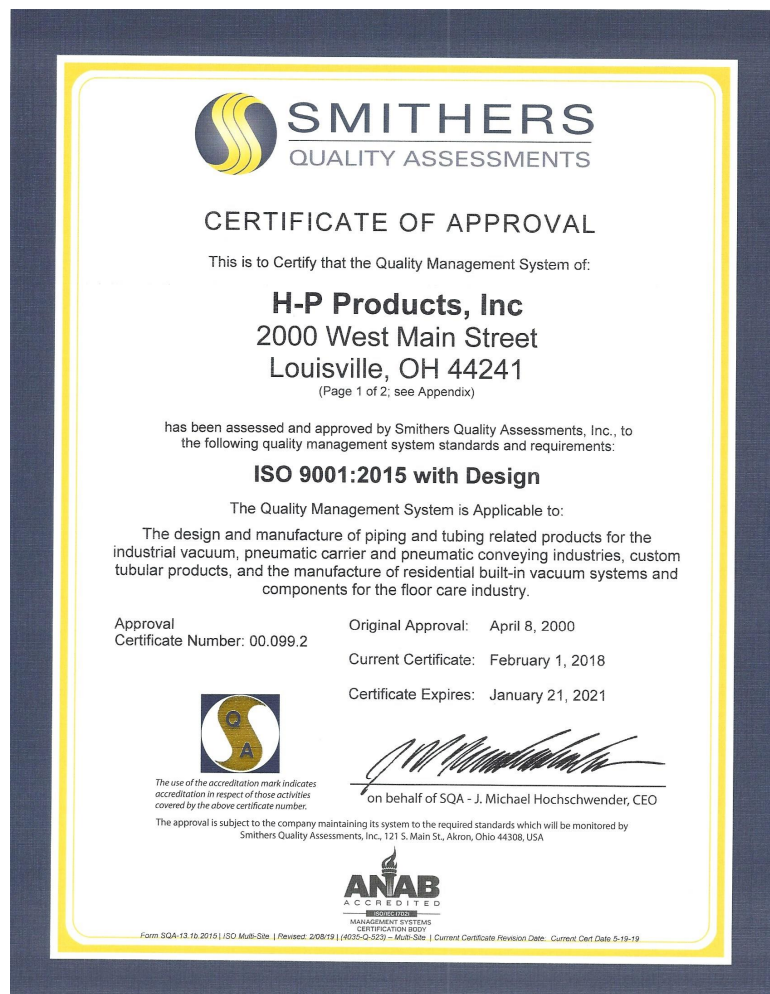 SMITHERS
QUALITY ASSESSMENTS
CERTIFICATE OF APPROVAL
This is to Certify that the Quality Management System of:
H-P Products, Inc
2000 West Main Street
Louisville, OH 44241
(Page 1 of 2; see Appendix)
has been assessed and approved by Smithers Quality Assessments, Inc., to
the following quality management system standards and requirements:
ISO 9001:2015 with Design
The Quality Management System is Applicable to:
The design and manufacture of piping and tubing related products for the
industrial vacuum, pneumatic carrier and pneumatic conveying industries, custom
tubular products, and the manufacture of residential built-in vacuum systems and
components for the floor care industry.
Approval
Certificate Number: 00.099.2
Original Approval: April 8, 2000
Current Certificate: February 1, 2018
Certificate Expires: January 21, 2021
Q
A
The use of the accreditation mark indicates
accreditation in respect of those activities
covered by the above certificate number.
on behalf of SQA - J. Michael Hochschwender, CEO
The approval is subject to the company maintaining its system to the required standards which will be monitored by
Smithers Quality Assessments, Inc., 121 S. Main St., Akron, Ohio 44308, USA
ANAB
ACCREDITED
ISO/IEC 17021
MANAGEMENT SYSTEMS
CERTIFICATION BODY
Form SQA-13.1b 2015 | ISO Multi-Site | Revised: 2/08/19 | (4035-Q-523) – Multi-Site | Current Certificate Revision Date: Current Cert Date 5-19-19